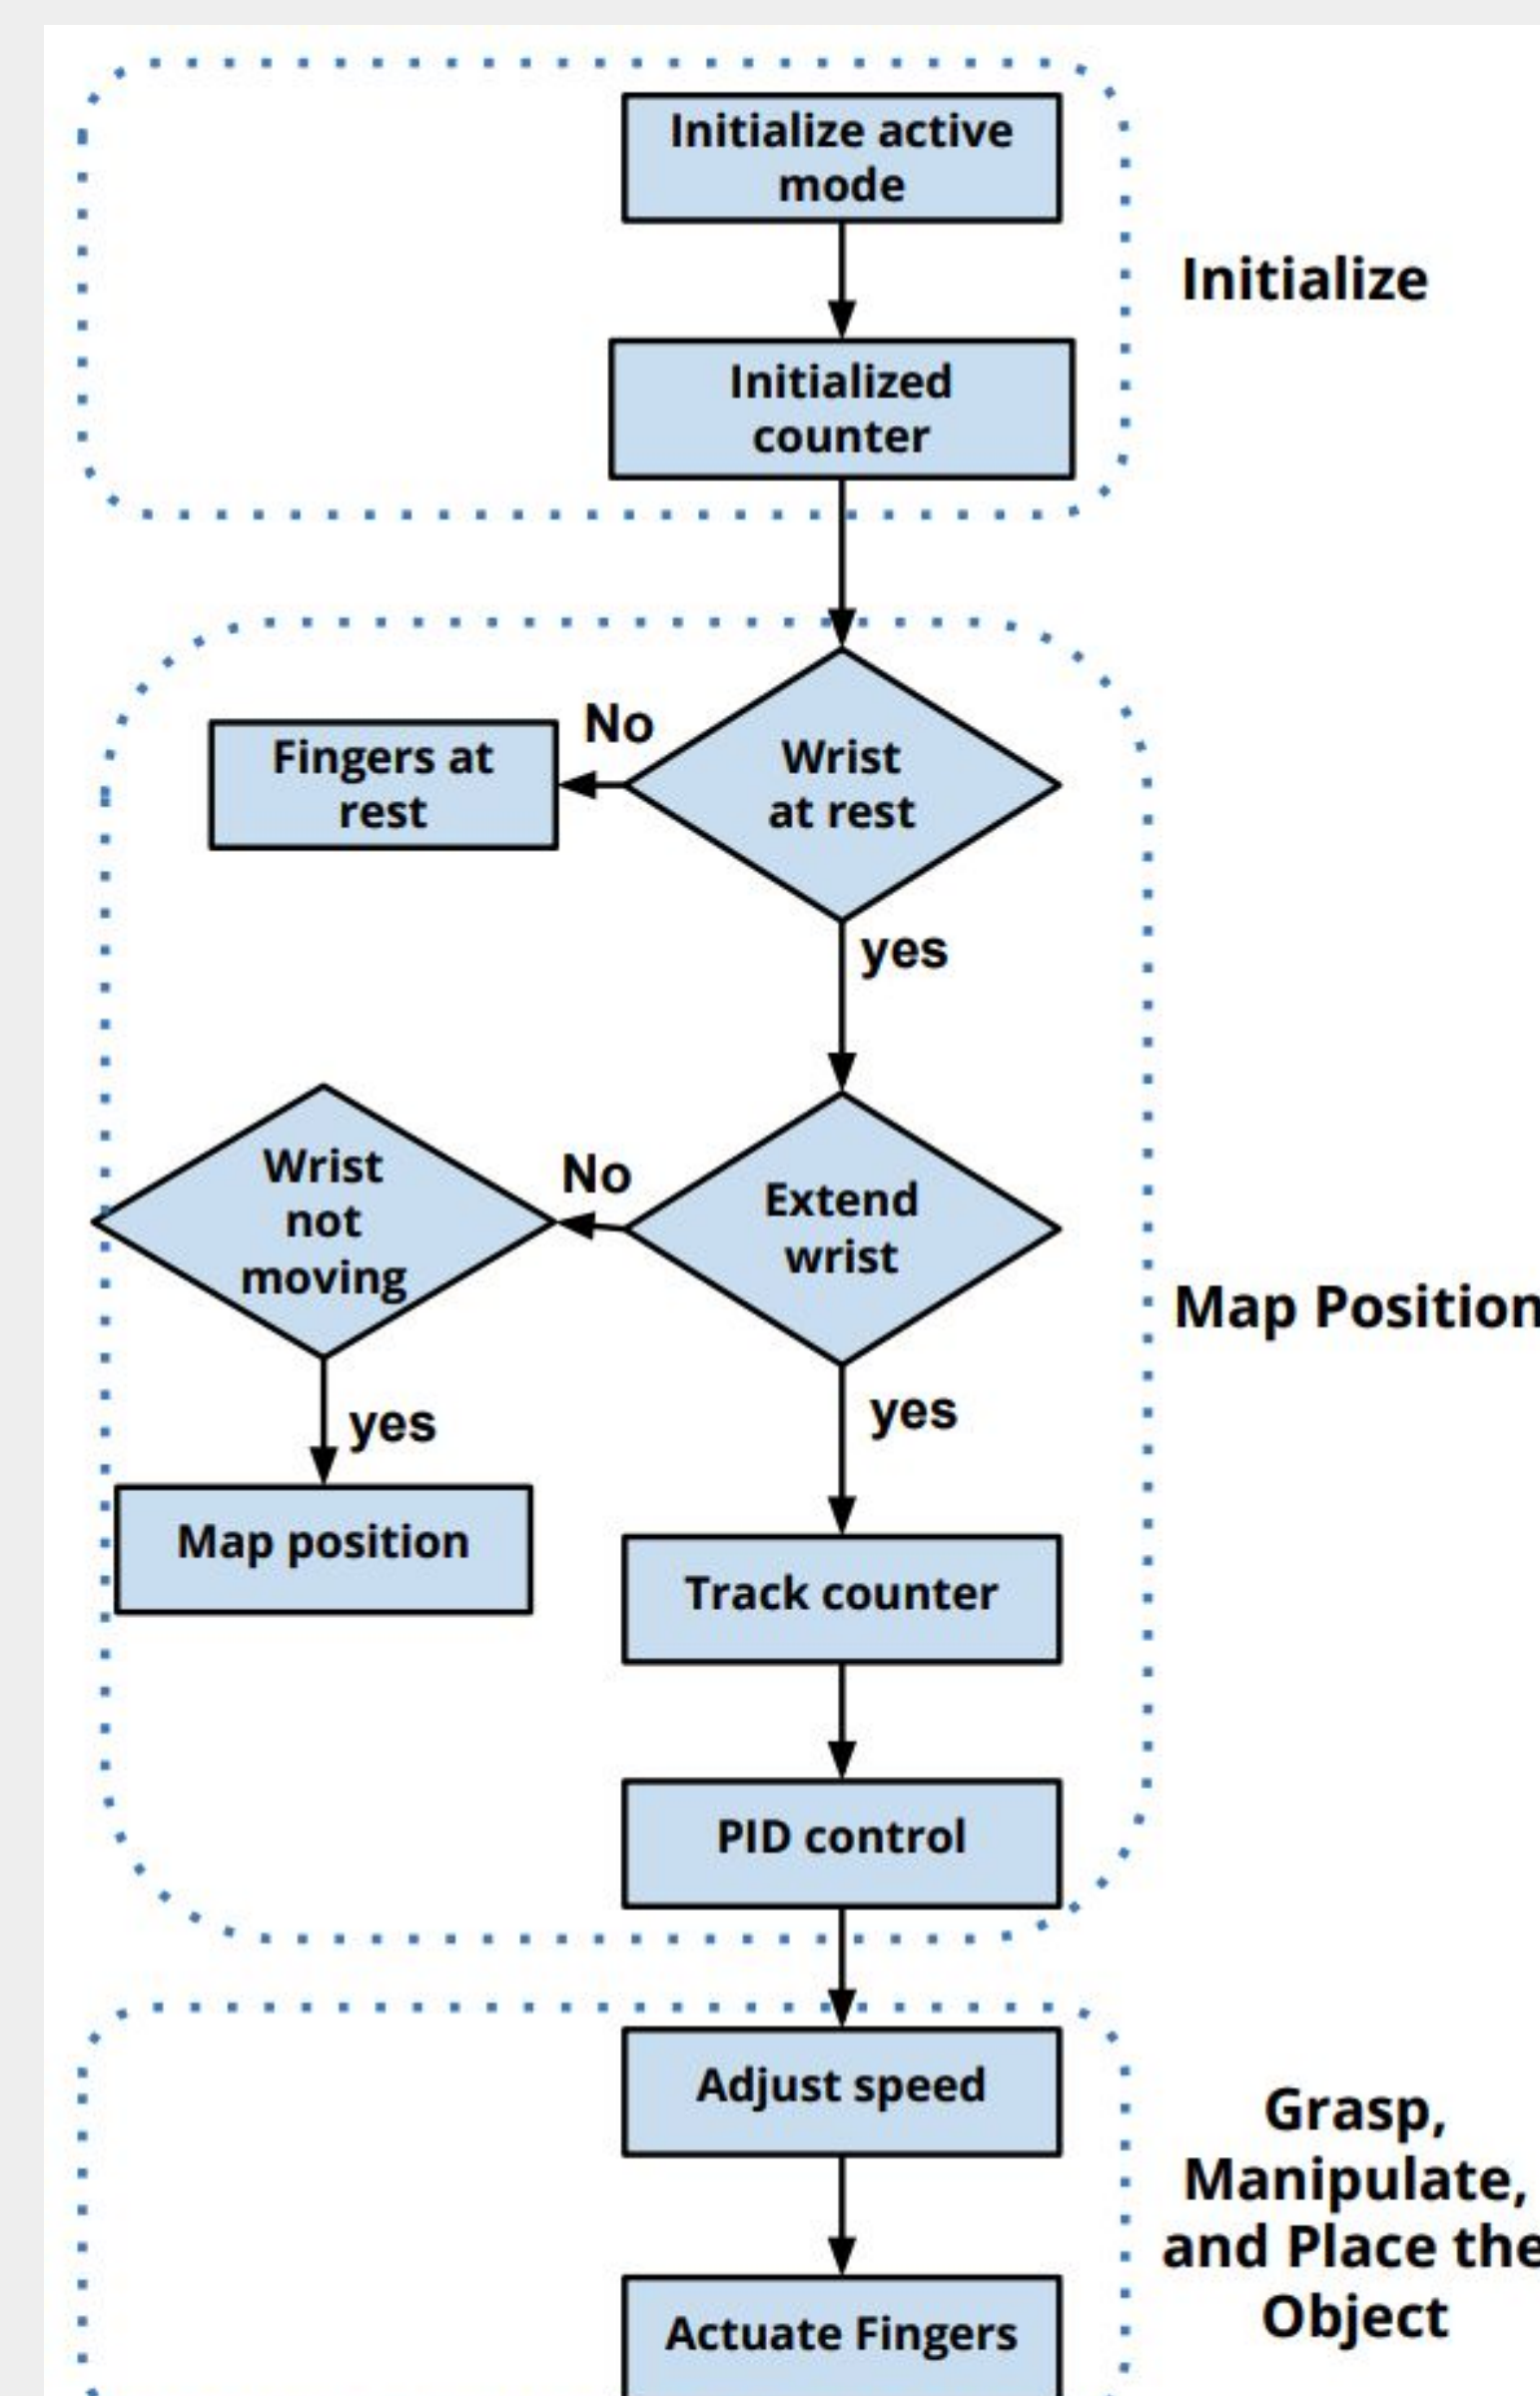 Initialize active
mode
Initialize
Initialized
counter
No
Fingers at
rest
Wrist
at rest
yes
Wrist
not
moving
No
Extend
wrist
Map Position
yes
yes
Map position
Track counter
PID control
Adjust speed
Grasp,
Manipulate,
and Place the
Object
Actuate Fingers